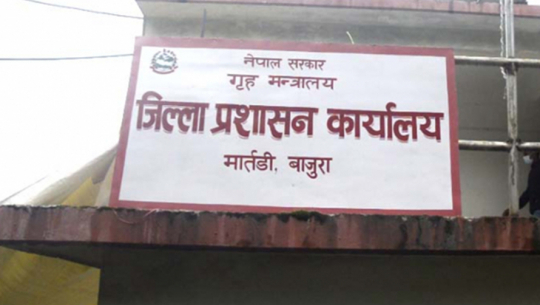 नेपाल सरकार
गृह मन्त्रालय
जिल्ला प्रशासन कार्यालय
मार्तडी, बाजुरा